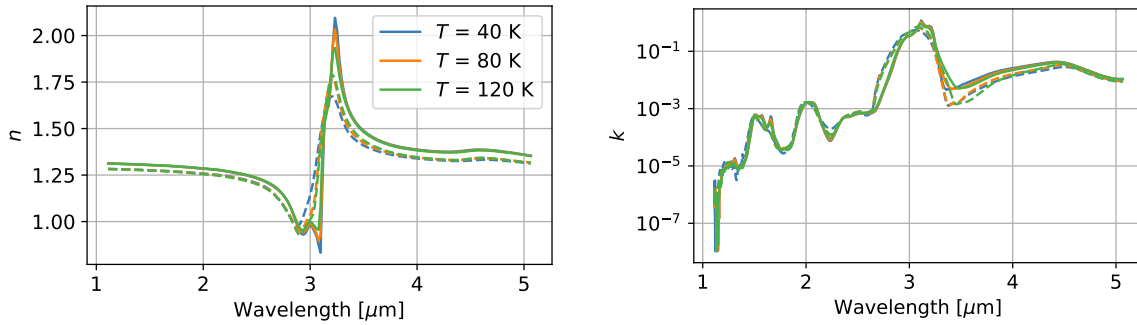 2.00
1.75
1.50
1.25
1.00
n
1
2
3
4
5
Wavelength [μm]
T = 40 K
T = 80 K
T = 120 K
10⁻¹
10⁻³
10⁻⁵
10⁻⁷
k
1
2
3
4
5
Wavelength [μm]